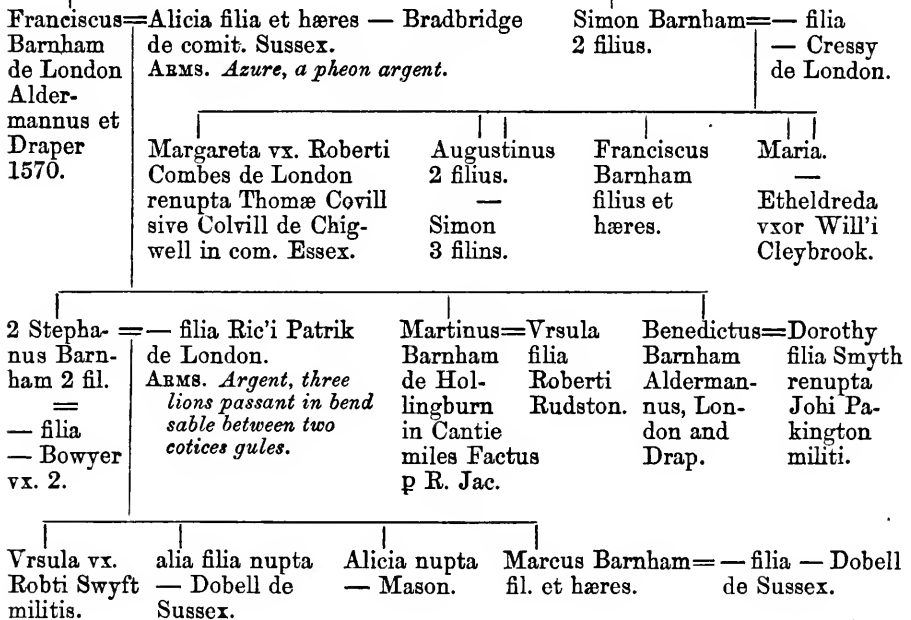 Franciscus=Alicia filia et hæres — Bradbridge
Barnham de comit. Sussex.
de London ARMS. Azure, a pheon argent.
Alder-
mannus et
Draper
1570.
Simon Barnham=— filia
2 filius. — Cressy
de London.
Margareta vx. Roberti
Combes de London
renupta Thomæ Covill
sive Colvill de Chig-
well in com. Essex.
Augustinus
2 filius.
—
Simon
3 filins.
Franciscus
Barnham
filius et
hæres.
Maria.
—
Etheldreda
vxor Will'i
Cleybrook.
2 Stepha-
nus Barn-
ham 2 fil.
=
— filia
— Bowyer
vx. 2.
= — filia Ric'i Patrik
de London.
ARMS. Argent, three
lions passant in bend
sable between two
cotices gules.
Martinus=Vrsula
Barnham filia
de Hol- Roberti
lingburn Rudston.
in Cantie
miles Factus
ꝑ R. Jac.
Benedictus=Dorothy
Barnham filia Smyth
Alderman- renupta
nus, Lon- Johi Pa-
don and kington
Drap. militi.
Vrsula vx.
Robti Swyft
militis.
alia filia nupta
— Dobell de
Sussex.
Alicia nupta
— Mason.
Marcus Barnham=— filia — Dobell
fil. et hæres. de Sussex.